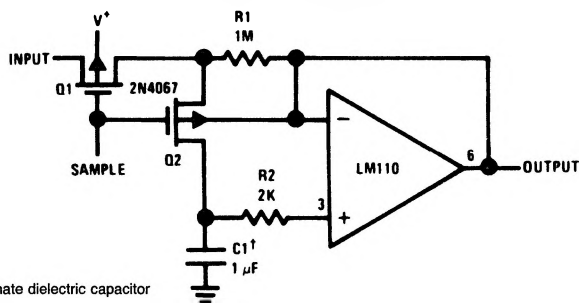 R1
1M
V+
INPUT
Q1
2N4067
SAMPLE
Q2
R2
2K
LM110
−
+
3
6
OUTPUT
C1†
1 μF
nate dielectric capacitor